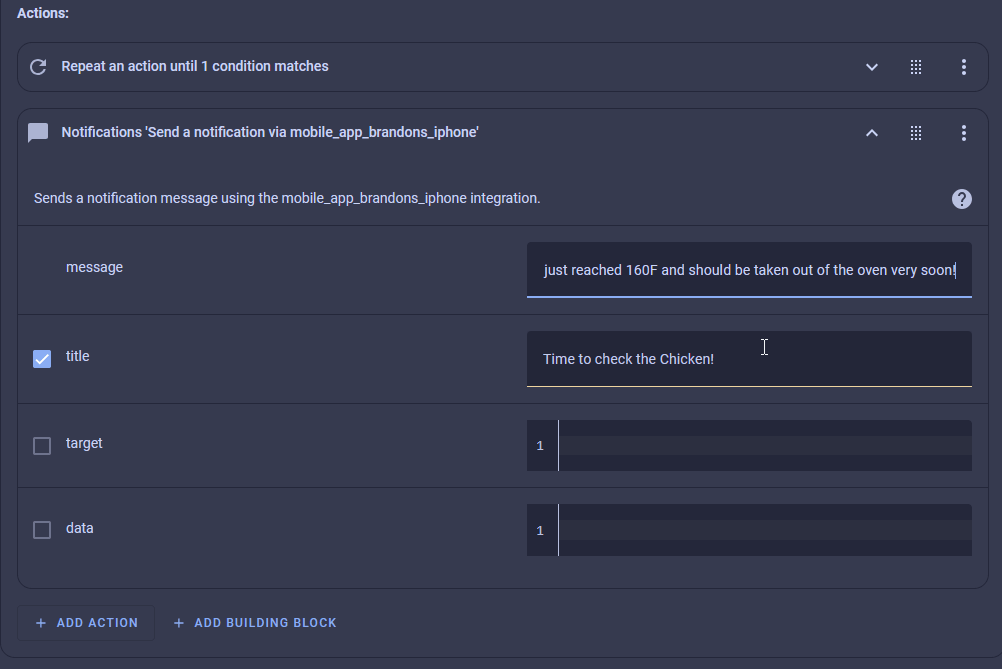 Actions:
Repeat an action until 1 condition matches
Notifications 'Send a notification via mobile_app_brandons_iphone'
Sends a notification message using the mobile_app_brandons_iphone integration.
message
just reached 160F and should be taken out of the oven very soon!
title
Time to check the Chicken!
target
1
data
1
+ ADD ACTION
+ ADD BUILDING BLOCK